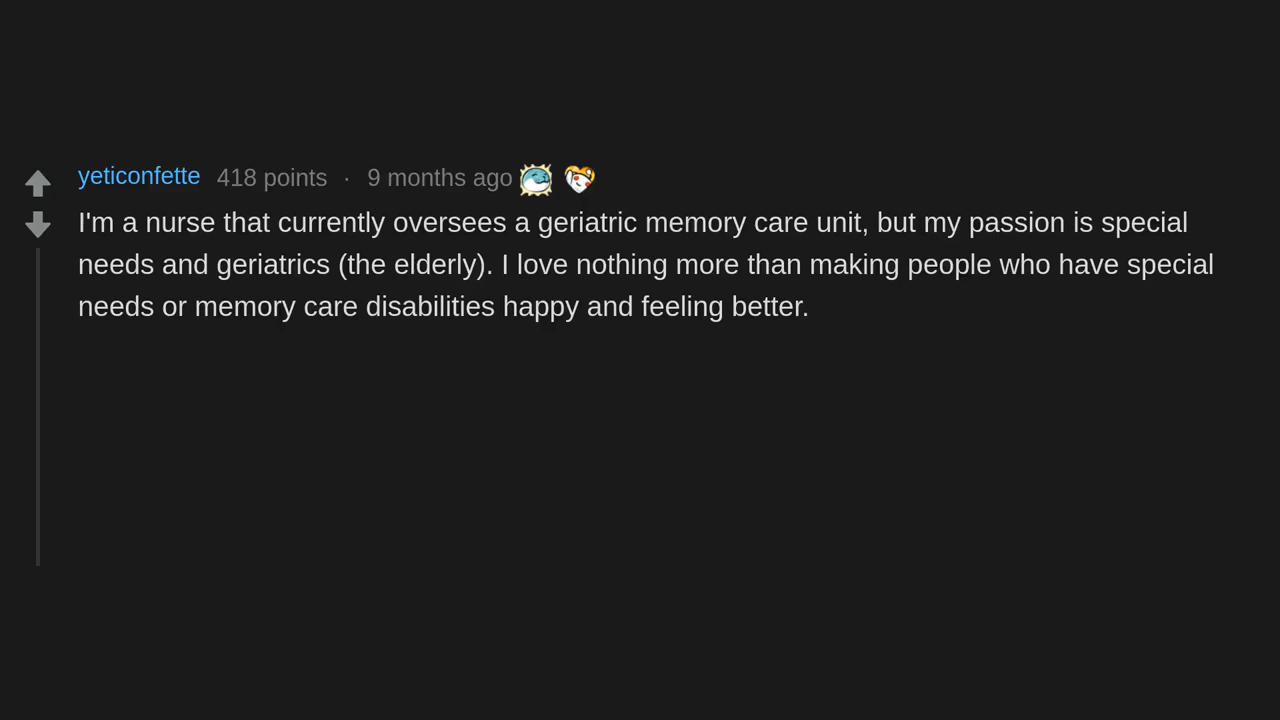 yeticonfette 418 points · 9 months ago
I'm a nurse that currently oversees a geriatric memory care unit, but my passion is special
needs and geriatrics (the elderly). I love nothing more than making people who have special
needs or memory care disabilities happy and feeling better.